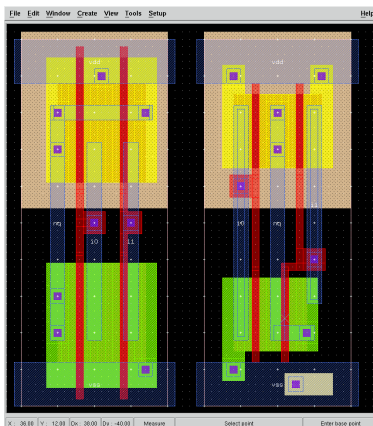 File Edit Window Create View Tools Setup Help
vdd vdd
nq i0 nq
i0 i1
vss vss
X : 36.00 Y : 12.00 Dx : 38.00 Dy : -40.00 Measure Select point Enter base point